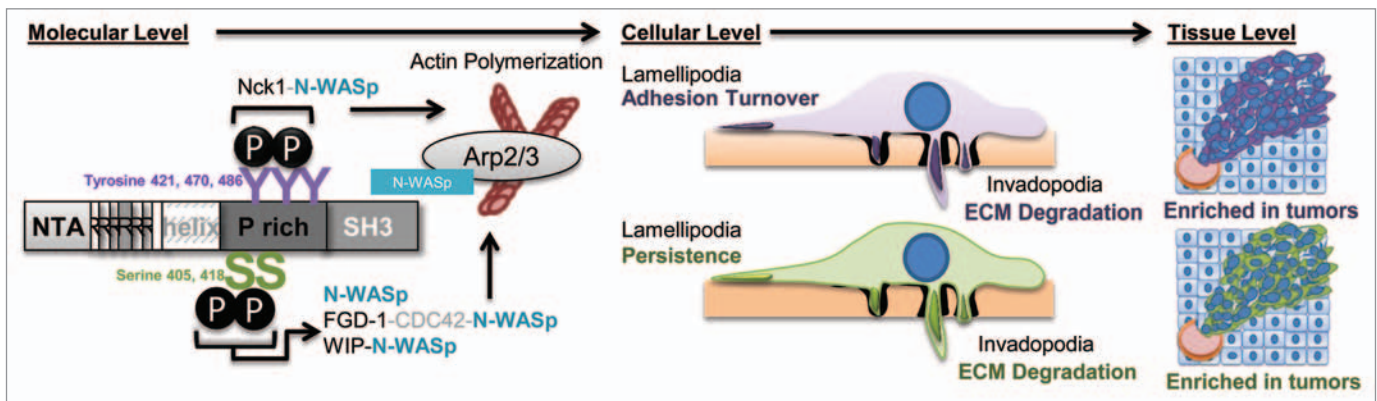 Molecular Level
Cellular Level
Tissue Level
Nck1-N-WASp
Actin Polymerization
P P
Arp2/3
N-WASp
Tyrosine 421, 470, 486
YYY
NTA
RRRRRR
helix
P rich
SH3
Serine 405, 418
SS
P P
N-WASp
FGD-1-CDC42-N-WASp
WIP-N-WASp
Lamellipodia
Adhesion Turnover
Invadopodia
ECM Degradation
Lamellipodia
Persistence
Invadopodia
ECM Degradation
Enriched in tumors
Enriched in tumors